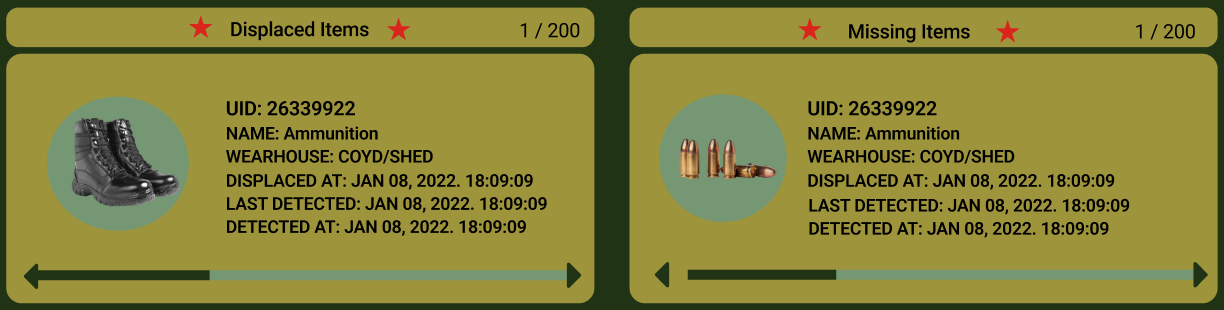 Displaced Items
1 / 200
UID: 26339922
NAME: Ammunition
WEARHOUSE: COYD/SHED
DISPLACED AT: JAN 08, 2022. 18:09:09
LAST DETECTED: JAN 08, 2022. 18:09:09
DETECTED AT: JAN 08, 2022. 18:09:09
Missing Items
1 / 200
UID: 26339922
NAME: Ammunition
WEARHOUSE: COYD/SHED
DISPLACED AT: JAN 08, 2022. 18:09:09
LAST DETECTED: JAN 08, 2022. 18:09:09
DETECTED AT: JAN 08, 2022. 18:09:09